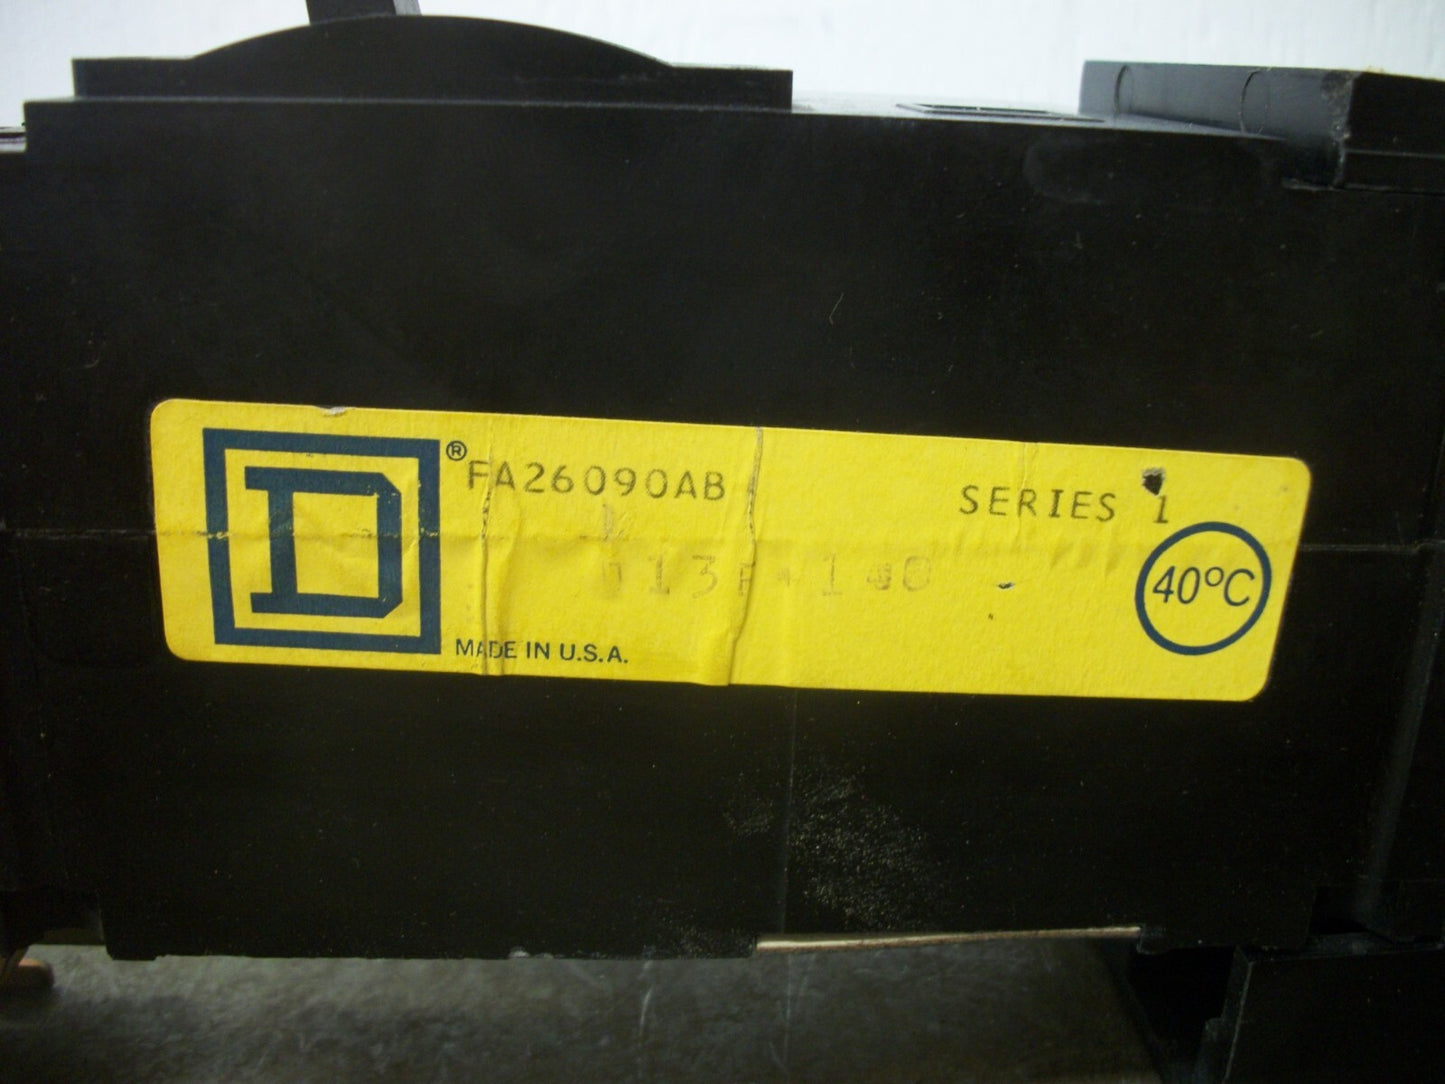 D ®
FA26090AB
SERIES 1
40°C
MADE IN U.S.A.